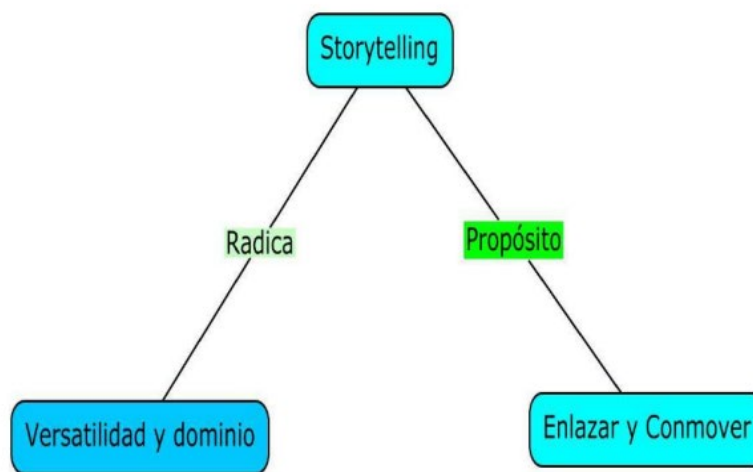 Storytelling
Radica
Propósito
Versatilidad y dominio
Enlazar y Conmover